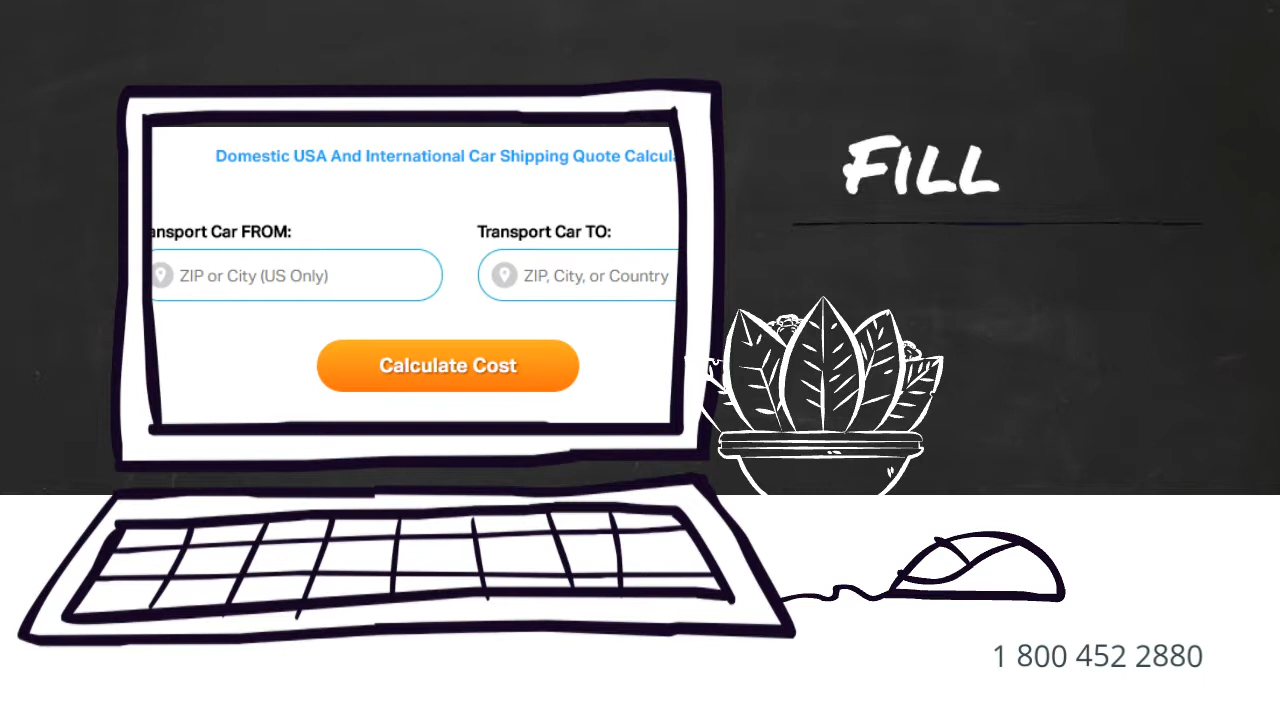 Domestic USA And International Car Shipping Quote Calcul
ansport Car FROM:
Transport Car TO:
ZIP or City (US Only)
ZIP, City, or Country
Calculate Cost
FILL
1 800 452 2880